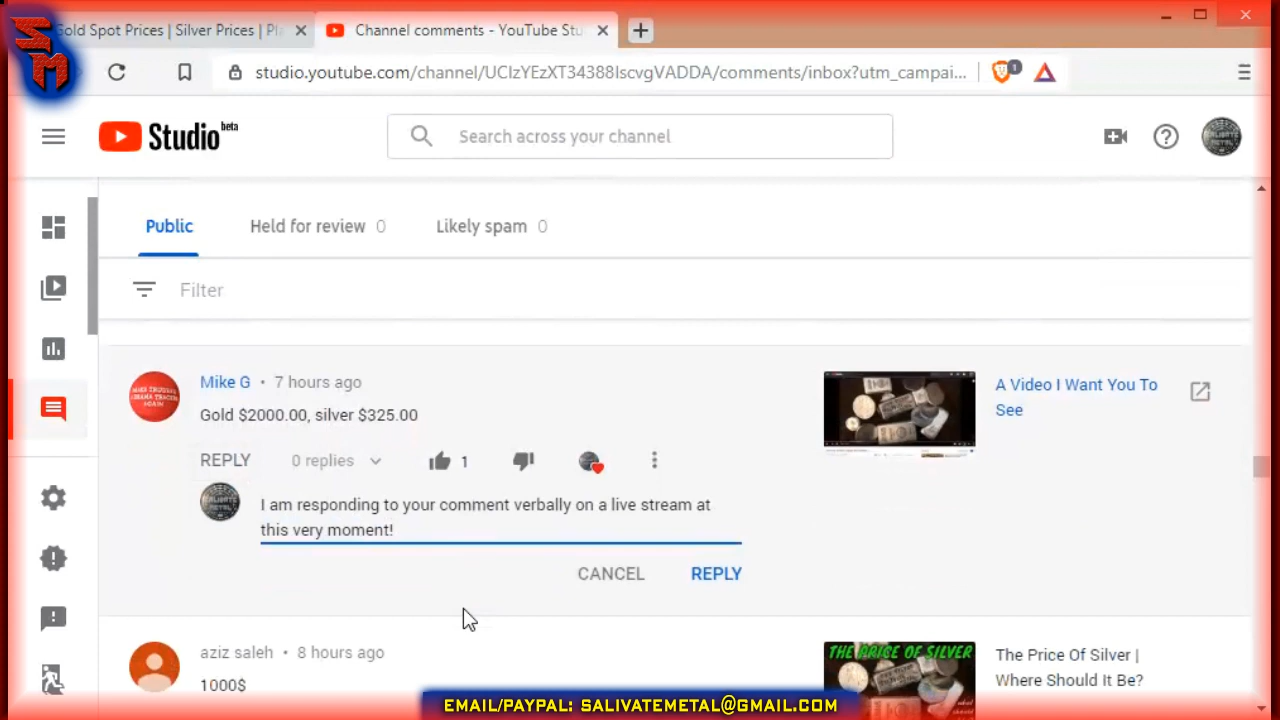 SM
Gold Spot Prices | Silver Prices | Pl
Channel comments - YouTube Stu
studio.youtube.com/channel/UCIzYEzXT34388IscvgVADDA/comments/inbox?utm_campai...
1
Studio beta
Search across your channel
Public
Held for review 0
Likely spam 0
Filter
Mike G • 7 hours ago
Gold $2000.00, silver $325.00
REPLY 0 replies 1
I am responding to your comment verbally on a live stream at
this very moment!
CANCEL REPLY
A Video I Want You To
See
aziz saleh • 8 hours ago
1000$
THE PRICE OF SILVER
The Price Of Silver |
Where Should It Be?
EMAIL/PAYPAL: SALIVATEMETAL@GMAIL.COM